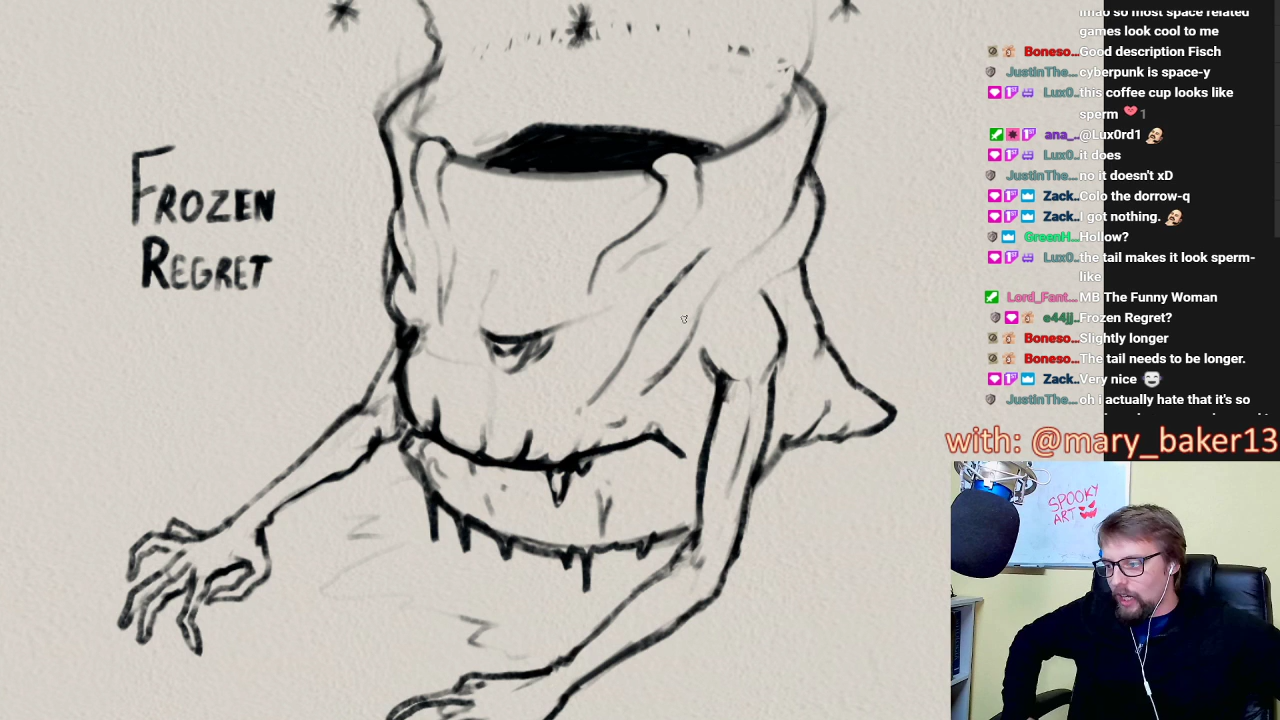 FROZEN
REGRET
lmao so most space related
games look cool to me
Boneso... Good description Fisch
JustInThe... cyberpunk is space-y
Lux0.. this coffee cup looks like
sperm 1
ana_.. @Lux0rd1
Lux0.. it does
JustInThe... no it doesn't xD
Zack.. Colo the dorrow-q
Zack.. I got nothing.
GreenH... Hollow?
Lux0.. the tail makes it look sperm-
like
Lord_Fant... MB The Funny Woman
e44jj.. Frozen Regret?
Boneso... Slightly longer
Boneso... The tail needs to be longer.
Zack.. Very nice
JustInThe... oh i actually hate that it's so
with: @mary_baker13
SPOOKY
ART